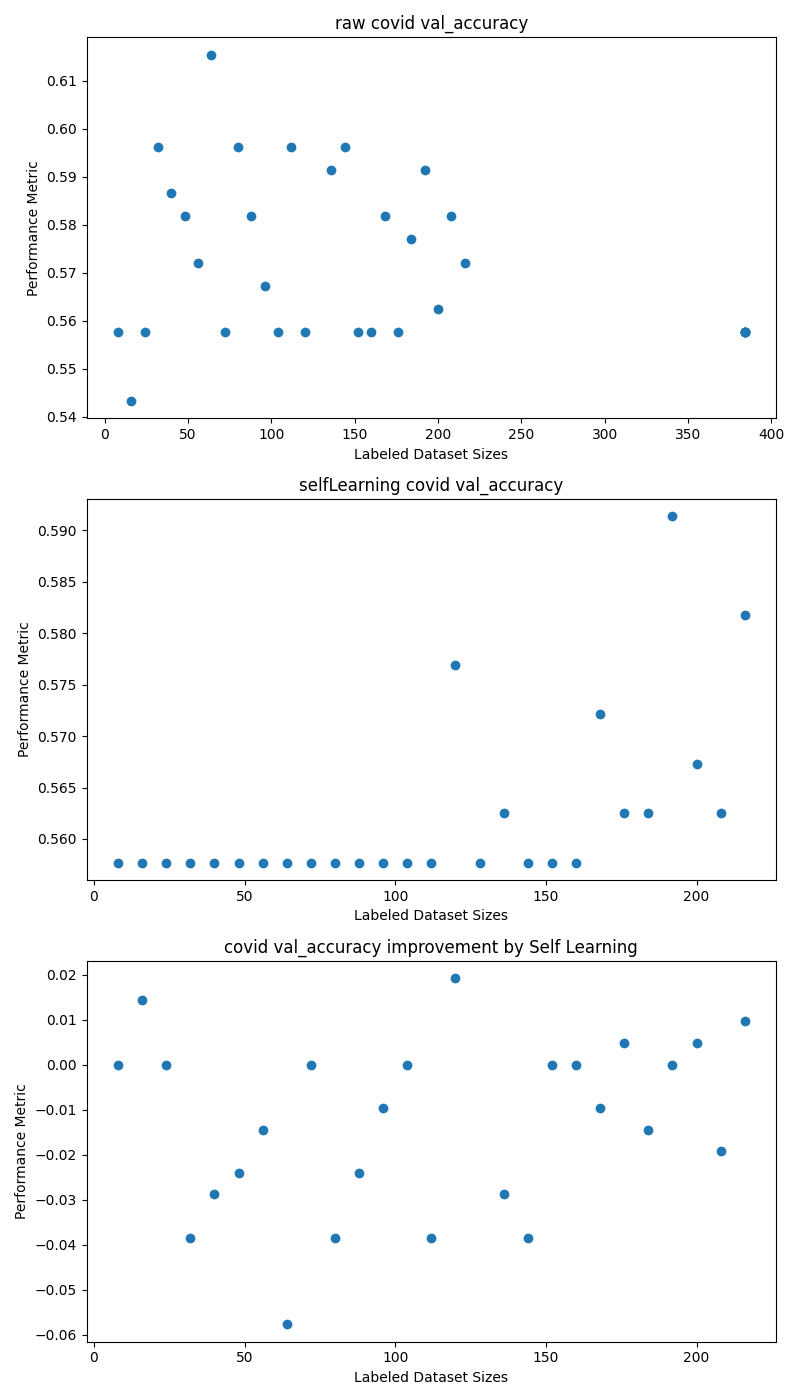 raw covid val_accuracy
0.61
0.60
0.59
0.58
0.57
0.56
0.55
0.54
Performance Metric
0 50 100 150 200 250 300 350 400
Labeled Dataset Sizes
selfLearning covid val_accuracy
0.590
0.585
0.580
0.575
0.570
0.565
0.560
Performance Metric
0 50 100 150 200
Labeled Dataset Sizes
covid val_accuracy improvement by Self Learning
0.02
0.01
0.00
−0.01
−0.02
−0.03
−0.04
−0.05
−0.06
Performance Metric
0 50 100 150 200
Labeled Dataset Sizes